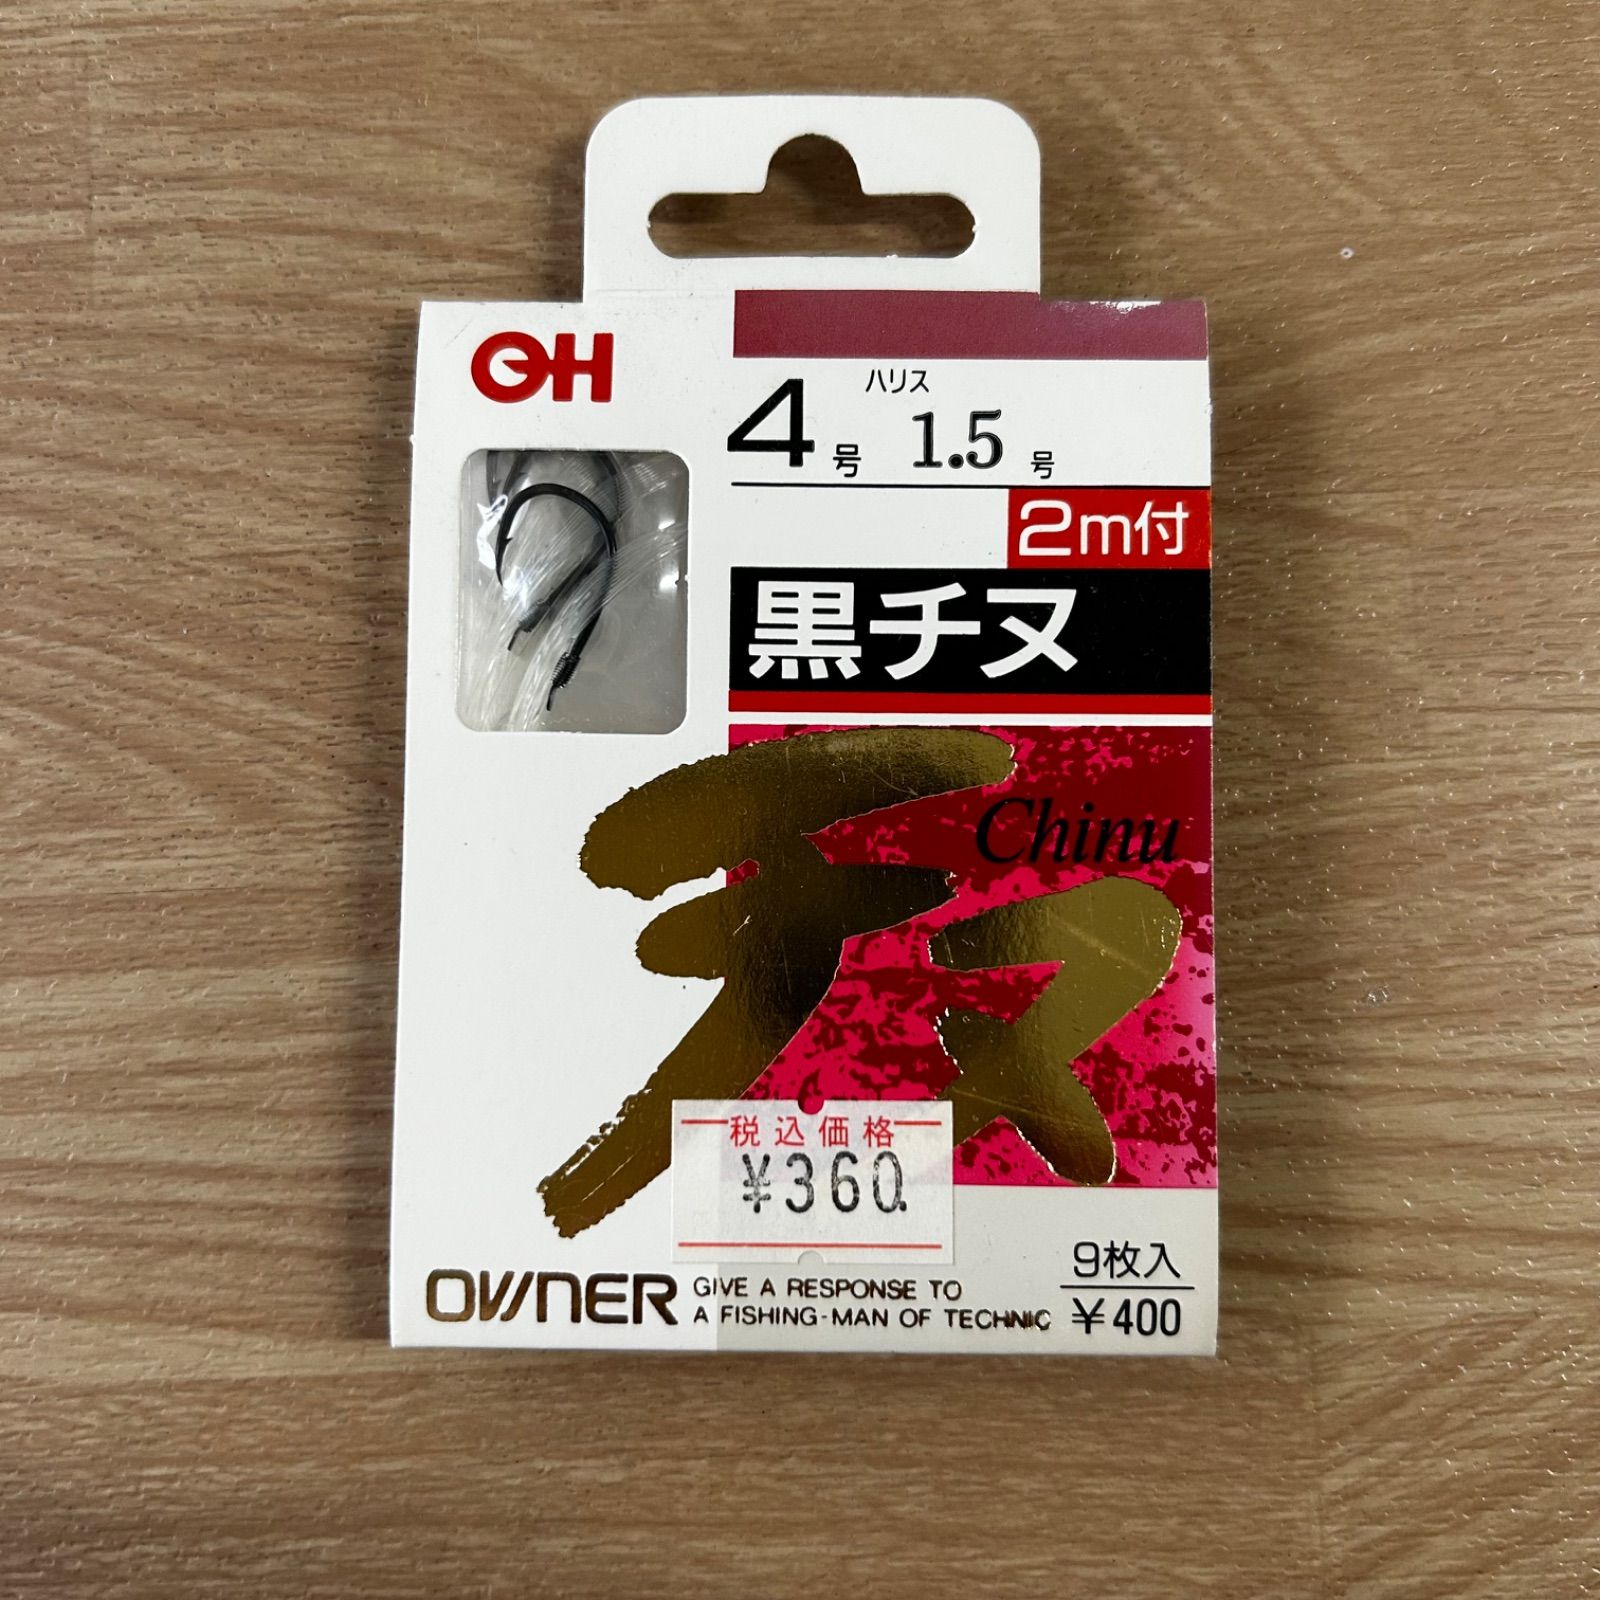 OH
ハリス
4号 1.5号
2m付
黒チヌ
チヌ
Chinu
税込価格
¥360.
9枚入
¥400
OWNER
GIVE A RESPONSE TO
A FISHING-MAN OF TECHNIC